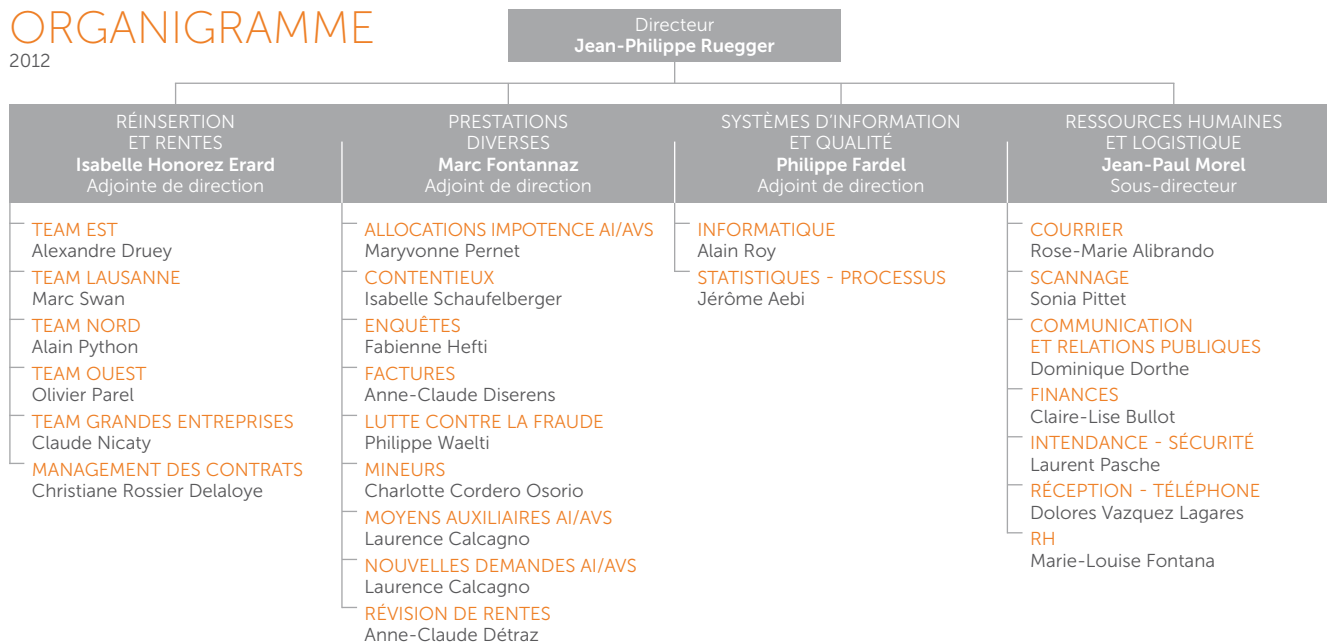 ORGANIGRAMME
2012
Directeur
Jean-Philippe Ruegger
RÉINSERTION
ET RENTES
Isabelle Honorez Erard
Adjointe de direction
TEAM EST
Alexandre Druey
TEAM LAUSANNE
Marc Swan
TEAM NORD
Alain Python
TEAM OUEST
Olivier Parel
TEAM GRANDES ENTREPRISES
Claude Nicaty
MANAGEMENT DES CONTRATS
Christiane Rossier Delaloye
PRESTATIONS
DIVERSES
Marc Fontannaz
Adjoint de direction
ALLOCATIONS IMPOTENCE AI/AVS
Maryvonne Pernet
CONTENTIEUX
Isabelle Schaufelberger
ENQUÊTES
Fabienne Hefti
FACTURES
Anne-Claude Diserens
LUTTE CONTRE LA FRAUDE
Philippe Waelti
MINEURS
Charlotte Cordero Osorio
MOYENS AUXILIAIRES AI/AVS
Laurence Calcagno
NOUVELLES DEMANDES AI/AVS
Laurence Calcagno
RÉVISION DE RENTES
Anne-Claude Détraz
SYSTÈMES D'INFORMATION
ET QUALITÉ
Philippe Fardel
Adjoint de direction
INFORMATIQUE
Alain Roy
STATISTIQUES - PROCESSUS
Jérôme Aebi
RESSOURCES HUMAINES
ET LOGISTIQUE
Jean-Paul Morel
Sous-directeur
COURRIER
Rose-Marie Alibrando
SCANNAGE
Sonia Pittet
COMMUNICATION
ET RELATIONS PUBLIQUES
Dominique Dorthe
FINANCES
Claire-Lise Bullot
INTENDANCE - SÉCURITÉ
Laurent Pasche
RÉCEPTION - TÉLÉPHONE
Dolores Vazquez Lagares
RH
Marie-Louise Fontana